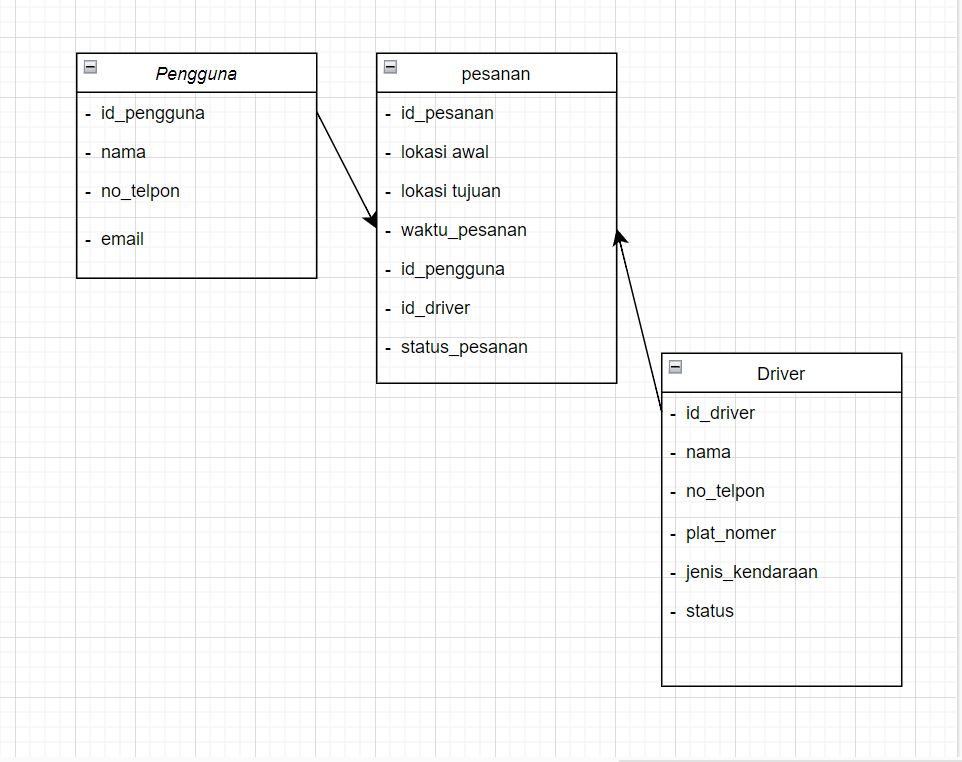 Pengguna
- id_pengguna
- nama
- no_telpon
- email
pesanan
- id_pesanan
- lokasi awal
- lokasi tujuan
- waktu_pesanan
- id_pengguna
- id_driver
- status_pesanan
Driver
- id_driver
- nama
- no_telpon
- plat_nomer
- jenis_kendaraan
- status